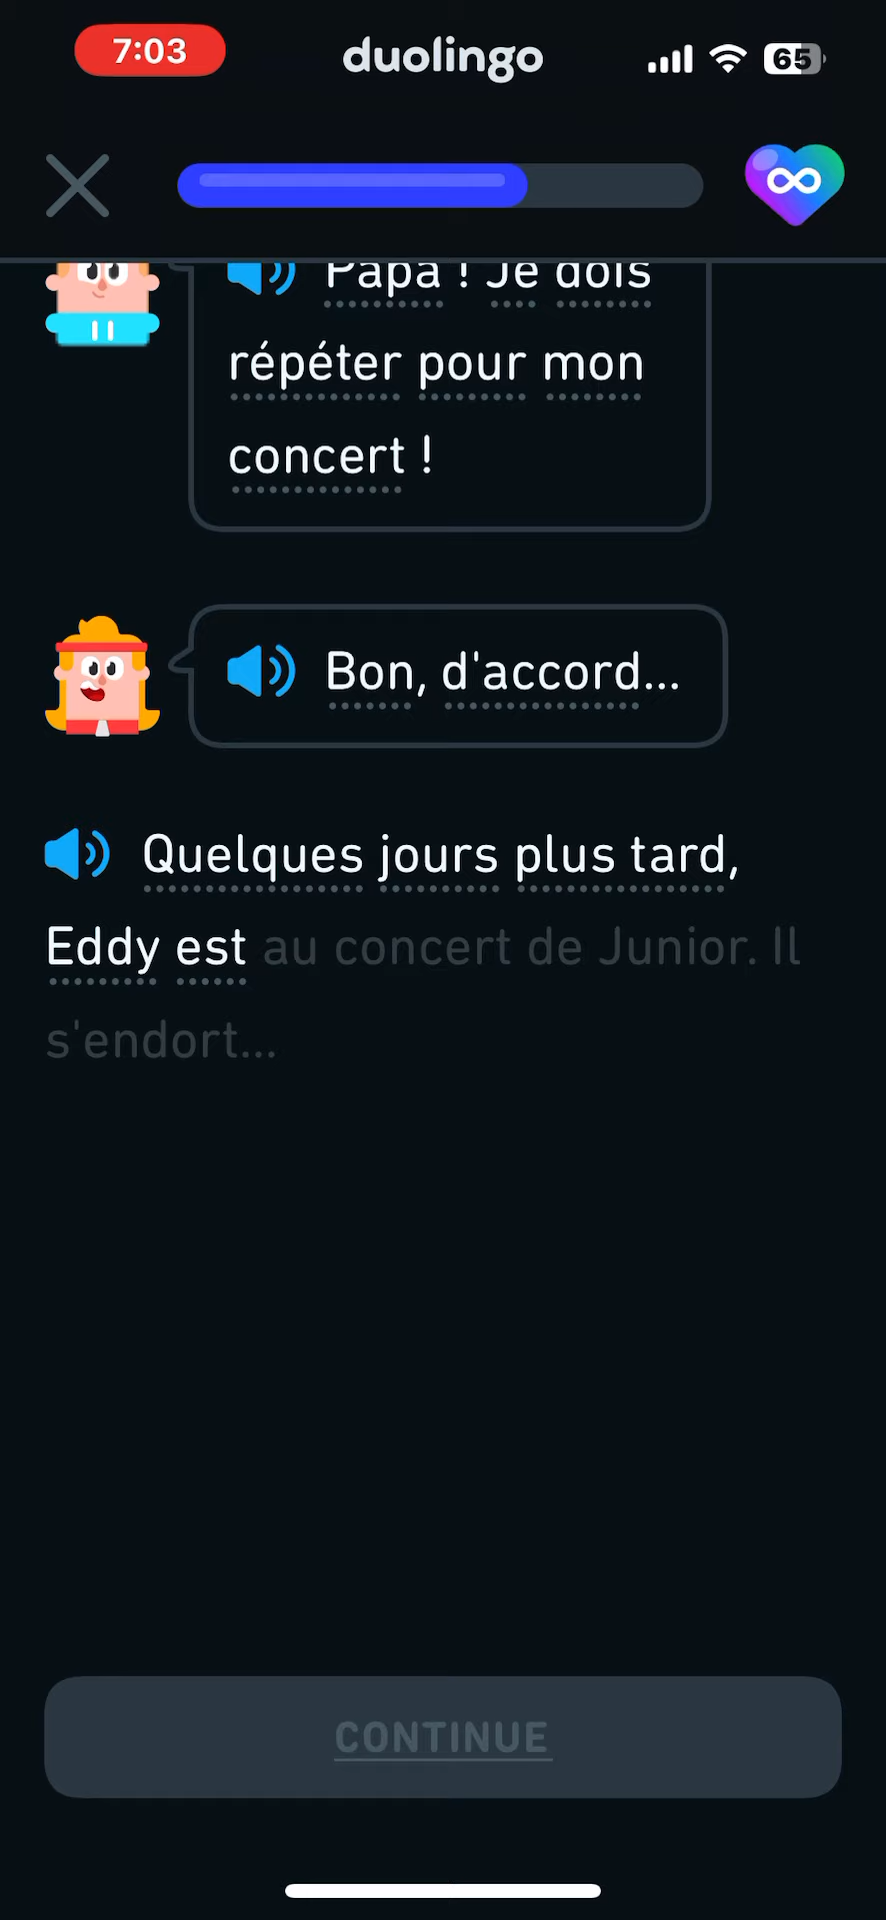 7:03
duolingo
65
Papa ! Je dois
répéter pour mon
concert !
Bon, d'accord...
Quelques jours plus tard,
Eddy est au concert de Junior. Il
s'endort...
CONTINUE